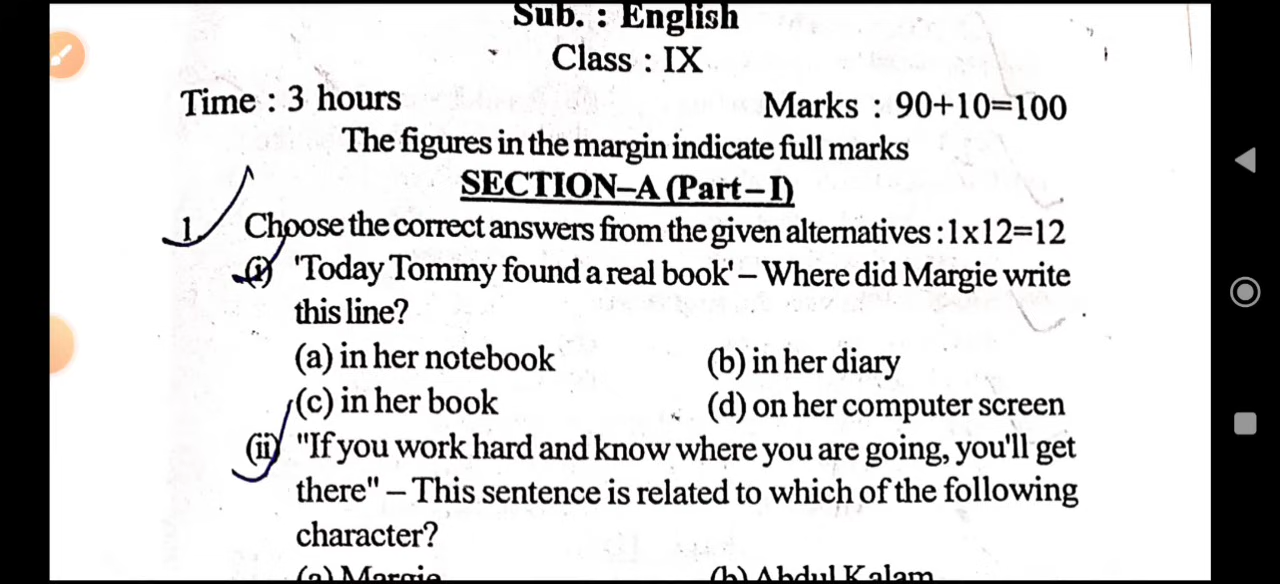 Sub. : English
Class : IX
Time : 3 hours Marks : 90+10=100
The figures in the margin indicate full marks
SECTION–A (Part–I)
1. Choose the correct answers from the given alternatives : 1x12=12
(i) 'Today Tommy found a real book' – Where did Margie write
this line?
(a) in her notebook (b) in her diary
(c) in her book (d) on her computer screen
(ii) "If you work hard and know where you are going, you'll get
there" – This sentence is related to which of the following
character?
(a) Margie (b) Abdul Kalam